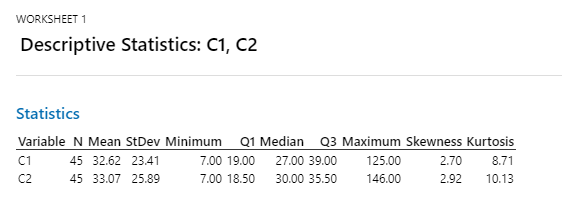 WORKSHEET 1
Descriptive Statistics: C1, C2
Statistics
Variable N Mean StDev Minimum Q1 Median Q3 Maximum Skewness Kurtosis
C1 45 32.62 23.41 7.00 19.00 27.00 39.00 125.00 2.70 8.71
C2 45 33.07 25.89 7.00 18.50 30.00 35.50 146.00 2.92 10.13